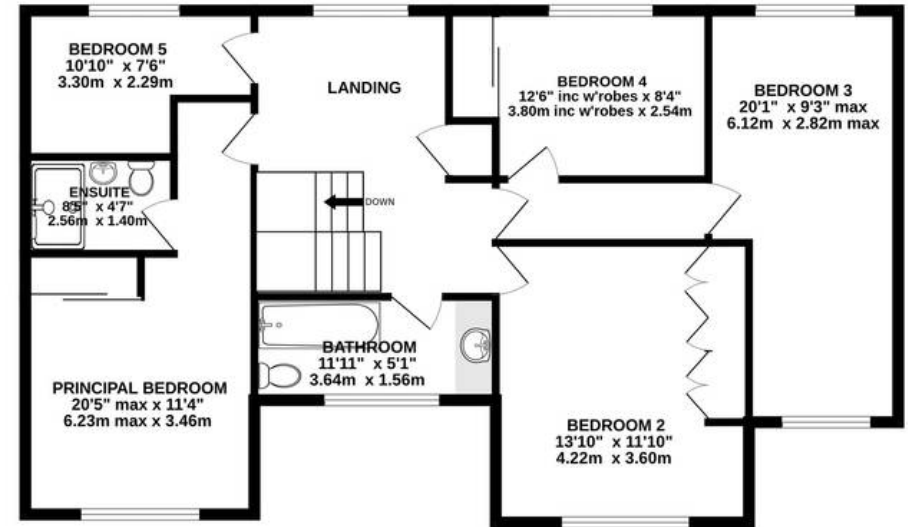 BEDROOM 5
10'10" x 7'6"
3.30m x 2.29m
LANDING
BEDROOM 4
12'6" inc w'robes x 8'4"
3.80m inc w'robes x 2.54m
BEDROOM 3
20'1" x 9'3" max
6.12m x 2.82m max
ENSUITE
8'5" x 4'7"
2.56m x 1.40m
DOWN
BATHROOM
11'11" x 5'1"
3.64m x 1.56m
PRINCIPAL BEDROOM
20'5" max x 11'4"
6.23m max x 3.46m
BEDROOM 2
13'10" x 11'10"
4.22m x 3.60m